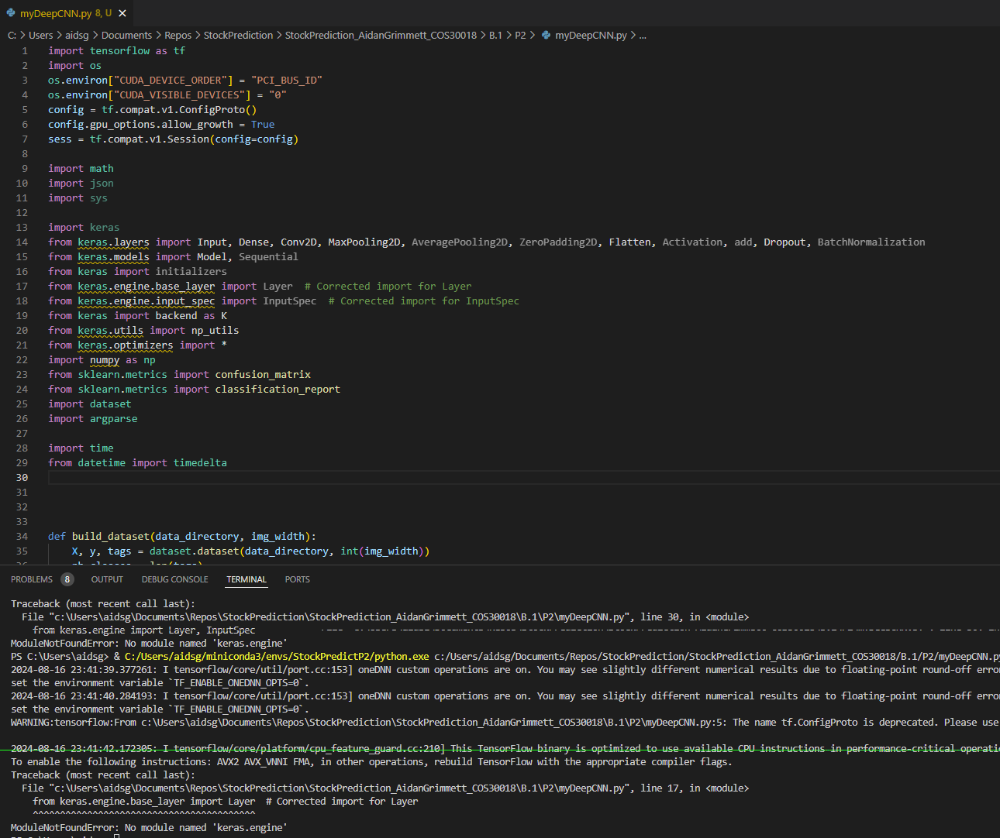 myDeepCNN.py 8, U ×
C: > Users > aidsg > Documents > Repos > StockPrediction > StockPrediction_AidanGrimmett_COS30018 > B.1 > P2 > myDeepCNN.py > ...
1 import tensorflow as tf
2 import os
3 os.environ["CUDA_DEVICE_ORDER"] = "PCI_BUS_ID"
4 os.environ["CUDA_VISIBLE_DEVICES"] = "0"
5 config = tf.compat.v1.ConfigProto()
6 config.gpu_options.allow_growth = True
7 sess = tf.compat.v1.Session(config=config)
8
9 import math
10 import json
11 import sys
12
13 import keras
14 from keras.layers import Input, Dense, Conv2D, MaxPooling2D, AveragePooling2D, ZeroPadding2D, Flatten, Activation, add, Dropout, BatchNormalization
15 from keras.models import Model, Sequential
16 from keras import initializers
17 from keras.engine.base_layer import Layer  # Corrected import for Layer
18 from keras.engine.input_spec import InputSpec  # Corrected import for InputSpec
19 from keras import backend as K
20 from keras.utils import np_utils
21 from keras.optimizers import *
22 import numpy as np
23 from sklearn.metrics import confusion_matrix
24 from sklearn.metrics import classification_report
25 import dataset
26 import argparse
27
28 import time
29 from datetime import timedelta
30
31
32
33
34 def build_dataset(data_directory, img_width):
35     X, y, tags = dataset.dataset(data_directory, int(img_width))
PROBLEMS 8 OUTPUT DEBUG CONSOLE TERMINAL PORTS
Traceback (most recent call last):
  File "c:\Users\aidsg\Documents\Repos\StockPrediction\StockPrediction_AidanGrimmett_COS30018\B.1\P2\myDeepCNN.py", line 30, in <module>
    from keras.engine import Layer, InputSpec
ModuleNotFoundError: No module named 'keras.engine'
PS C:\Users\aidsg> & C:/Users/aidsg/miniconda3/envs/StockPredictP2/python.exe c:/Users/aidsg/Documents/Repos/StockPrediction/StockPrediction_AidanGrimmett_COS30018/B.1/P2/myDeepCNN.py
2024-08-16 23:41:39.377261: I tensorflow/core/util/port.cc:153] oneDNN custom operations are on. You may see slightly different numerical results due to floating-point round-off erro
set the environment variable `TF_ENABLE_ONEDNN_OPTS=0`.
2024-08-16 23:41:40.284193: I tensorflow/core/util/port.cc:153] oneDNN custom operations are on. You may see slightly different numerical results due to floating-point round-off erro
set the environment variable `TF_ENABLE_ONEDNN_OPTS=0`.
WARNING:tensorflow:From c:\Users\aidsg\Documents\Repos\StockPrediction\StockPrediction_AidanGrimmett_COS30018\B.1\P2\myDeepCNN.py:5: The name tf.ConfigProto is deprecated. Please use
2024-08-16 23:41:42.172305: I tensorflow/core/platform/cpu_feature_guard.cc:210] This TensorFlow binary is optimized to use available CPU instructions in performance-critical operati
To enable the following instructions: AVX2 AVX_VNNI FMA, in other operations, rebuild TensorFlow with the appropriate compiler flags.
Traceback (most recent call last):
  File "c:\Users\aidsg\Documents\Repos\StockPrediction\StockPrediction_AidanGrimmett_COS30018\B.1\P2\myDeepCNN.py", line 17, in <module>
    from keras.engine.base_layer import Layer  # Corrected import for Layer
    ^^^^^^^^^^^^^^^^^^^^^^^^^^^^^^^^^^^^^^^^^
ModuleNotFoundError: No module named 'keras.engine'